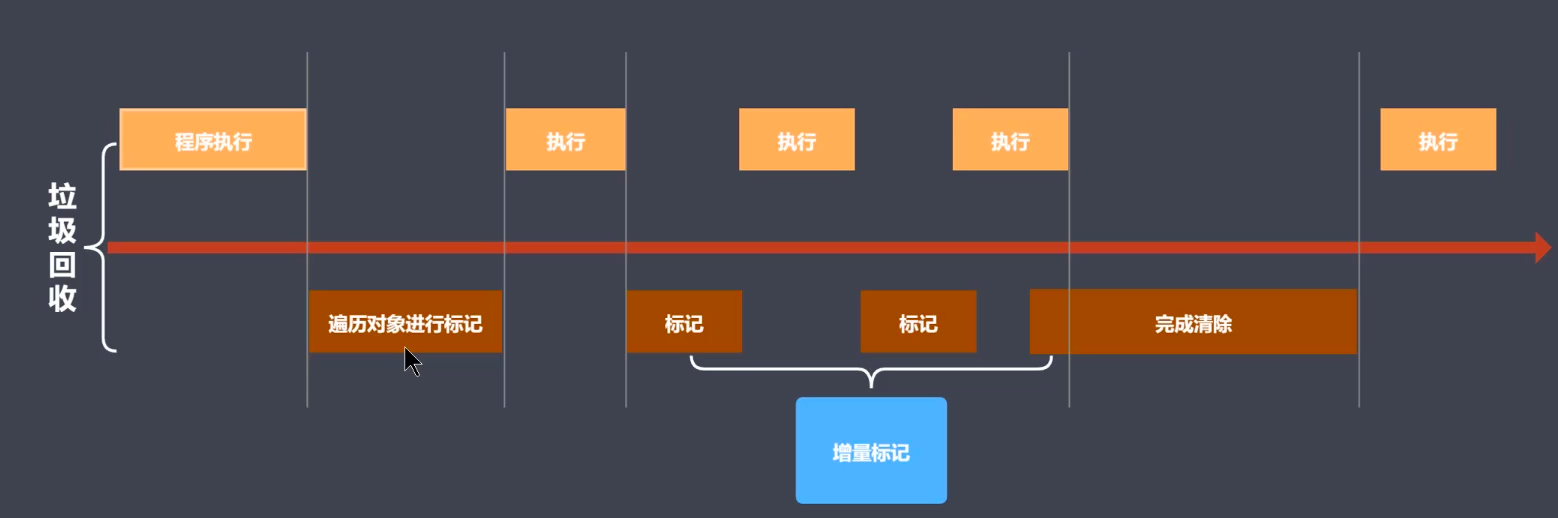 程序执行
执行
执行
执行
执行
垃圾回收
遍历对象进行标记
标记
标记
完成清除
增量标记